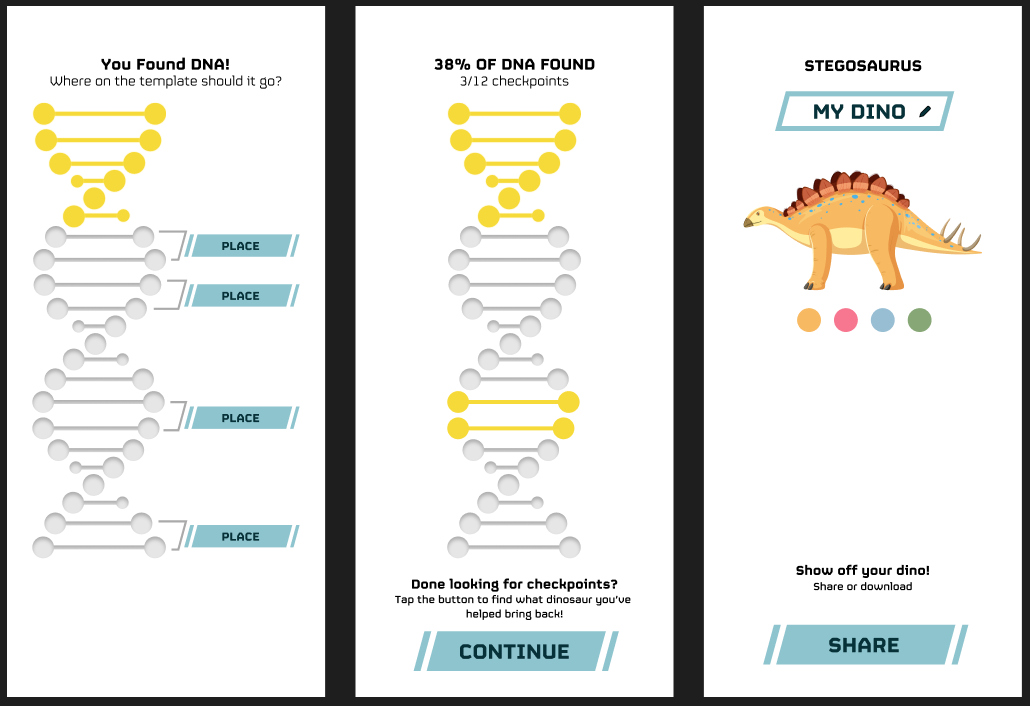 You Found DNA!
Where on the template should it go?
PLACE
PLACE
PLACE
PLACE
38% OF DNA FOUND
3/12 checkpoints
Done looking for checkpoints?
Tap the button to find what dinosaur you've
helped bring back!
CONTINUE
STEGOSAURUS
MY DINO
Show off your dino!
Share or download
SHARE